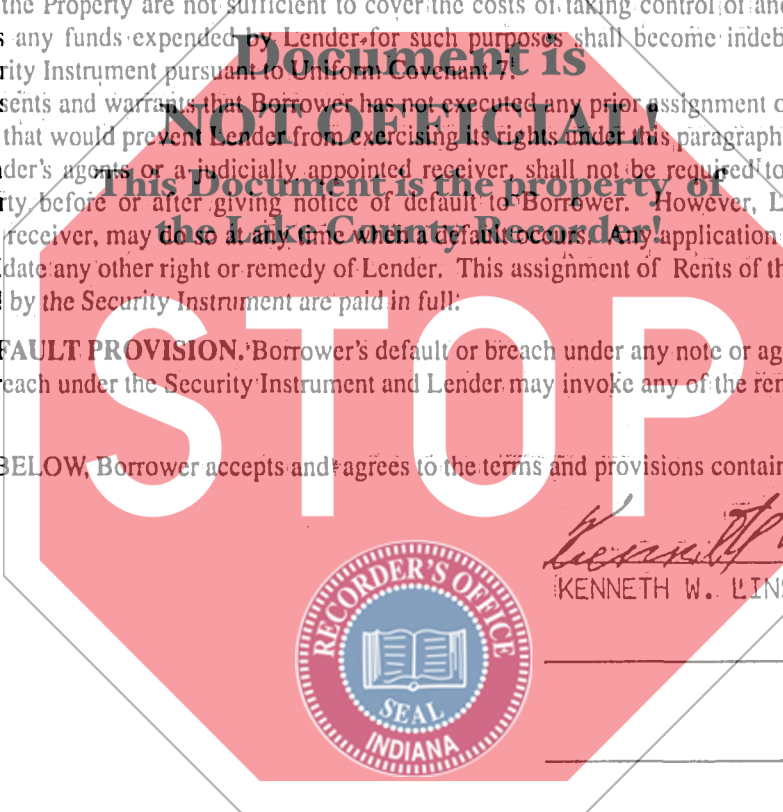 the Property are not sufficient to cover the costs of taking control of and
any funds expended by Lender for such purposes shall become indeb
rity Instrument pursuant to Uniform Covenant 7.
Document is
sents and warrants that Borrower has not executed any prior assignment o
NOT OFFICIAL!
that would prevent Lender from exercising its rights under this paragraph
der's agents or a judicially appointed receiver, shall not be required to
This Document is the property of
ty before or after giving notice of default to Borrower. However, L
the Lake County Recorder!
receiver, may do so at any time when a default occurs. Any application
date any other right or remedy of Lender. This assignment of Rents of th
by the Security Instrument are paid in full.
STOP
FAULT PROVISION. Borrower's default or breach under any note or ag
each under the Security Instrument and Lender may invoke any of the rem
BELOW, Borrower accepts and agrees to the terms and provisions contain
KENNETH W. LINS
RECORDER'S OFFICE
SEAL
INDIANA